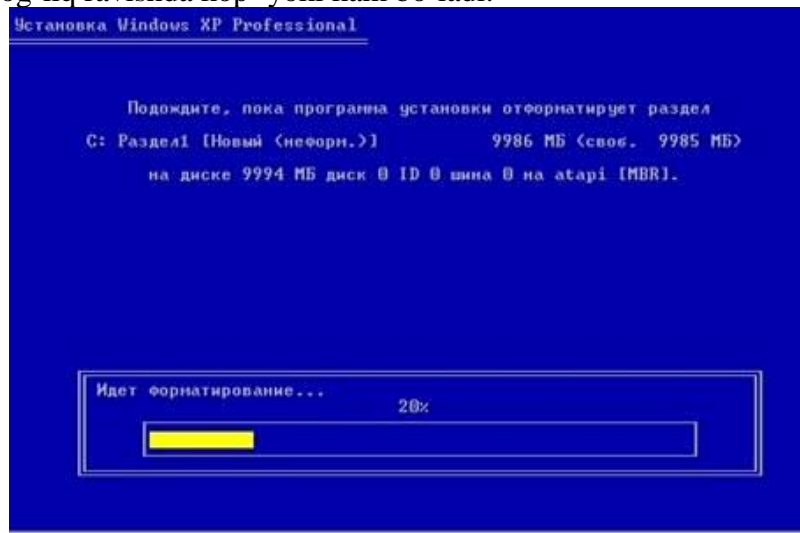 Установка Windows XP Professional
Подождите, пока программа установки отформатирует раздел
C: Раздел1 [Новый <неформ.>] 9986 МБ <своб. 9985 МБ>
на диске 9994 МБ диск 0 ID 0 шина 0 на atapi [MBR].
Идет форматирование...
20%